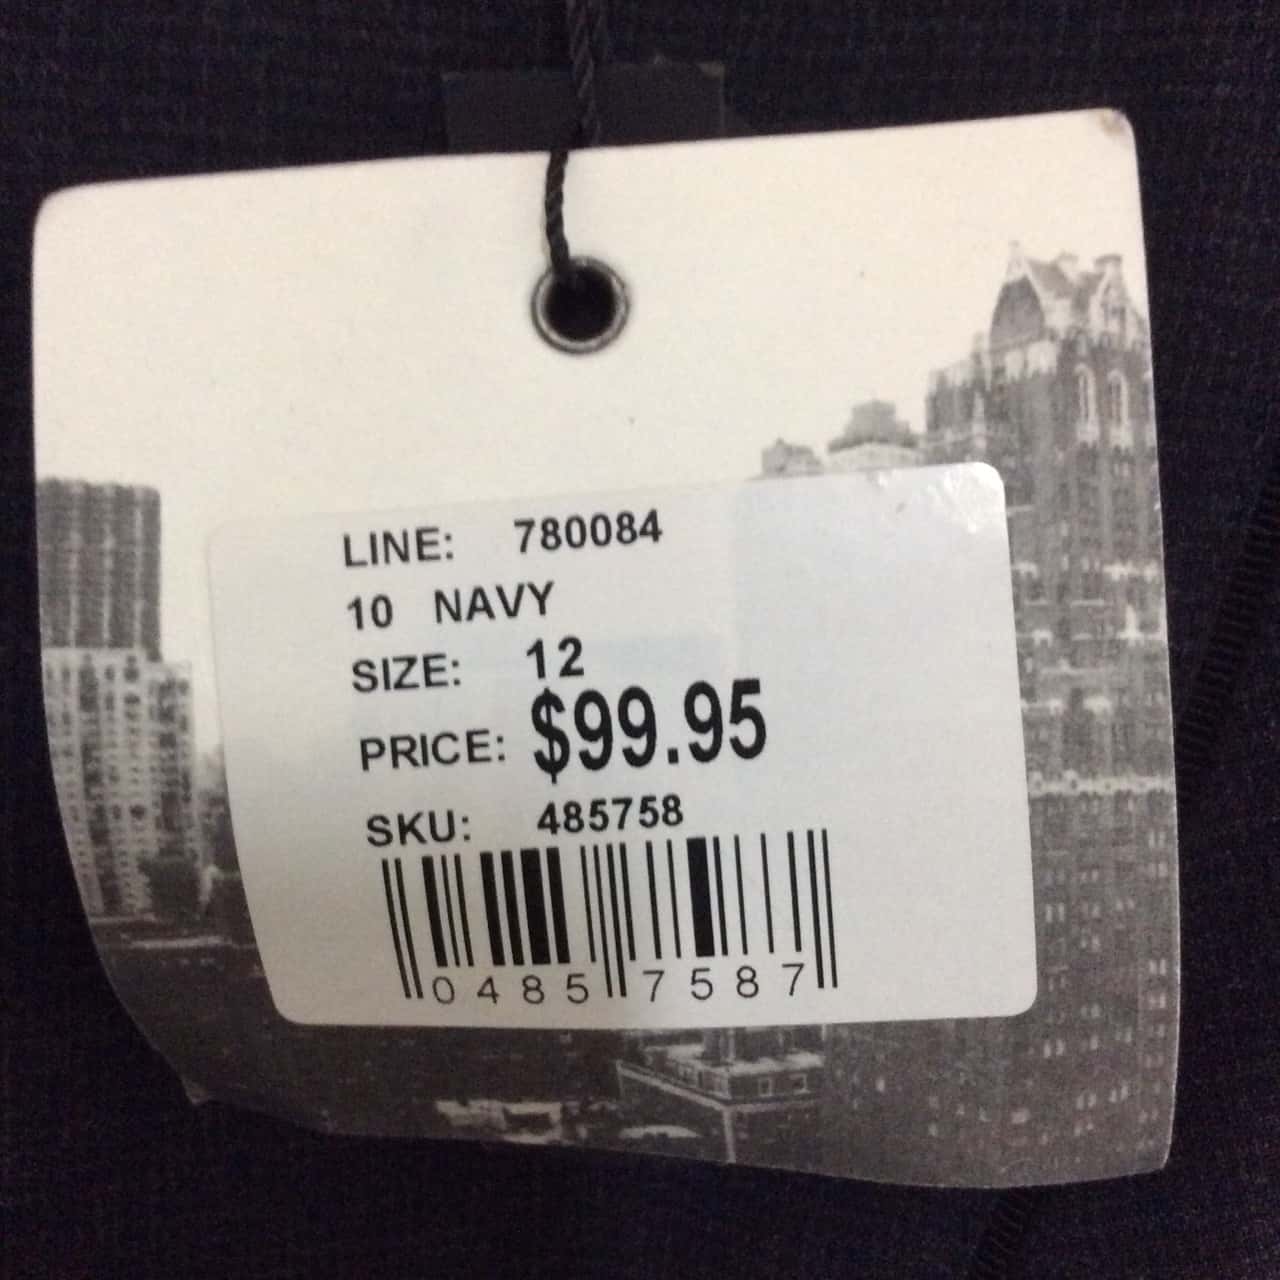 LINE: 780084
10 NAVY
SIZE: 12
PRICE: $99.95
SKU: 485758
0485 7587